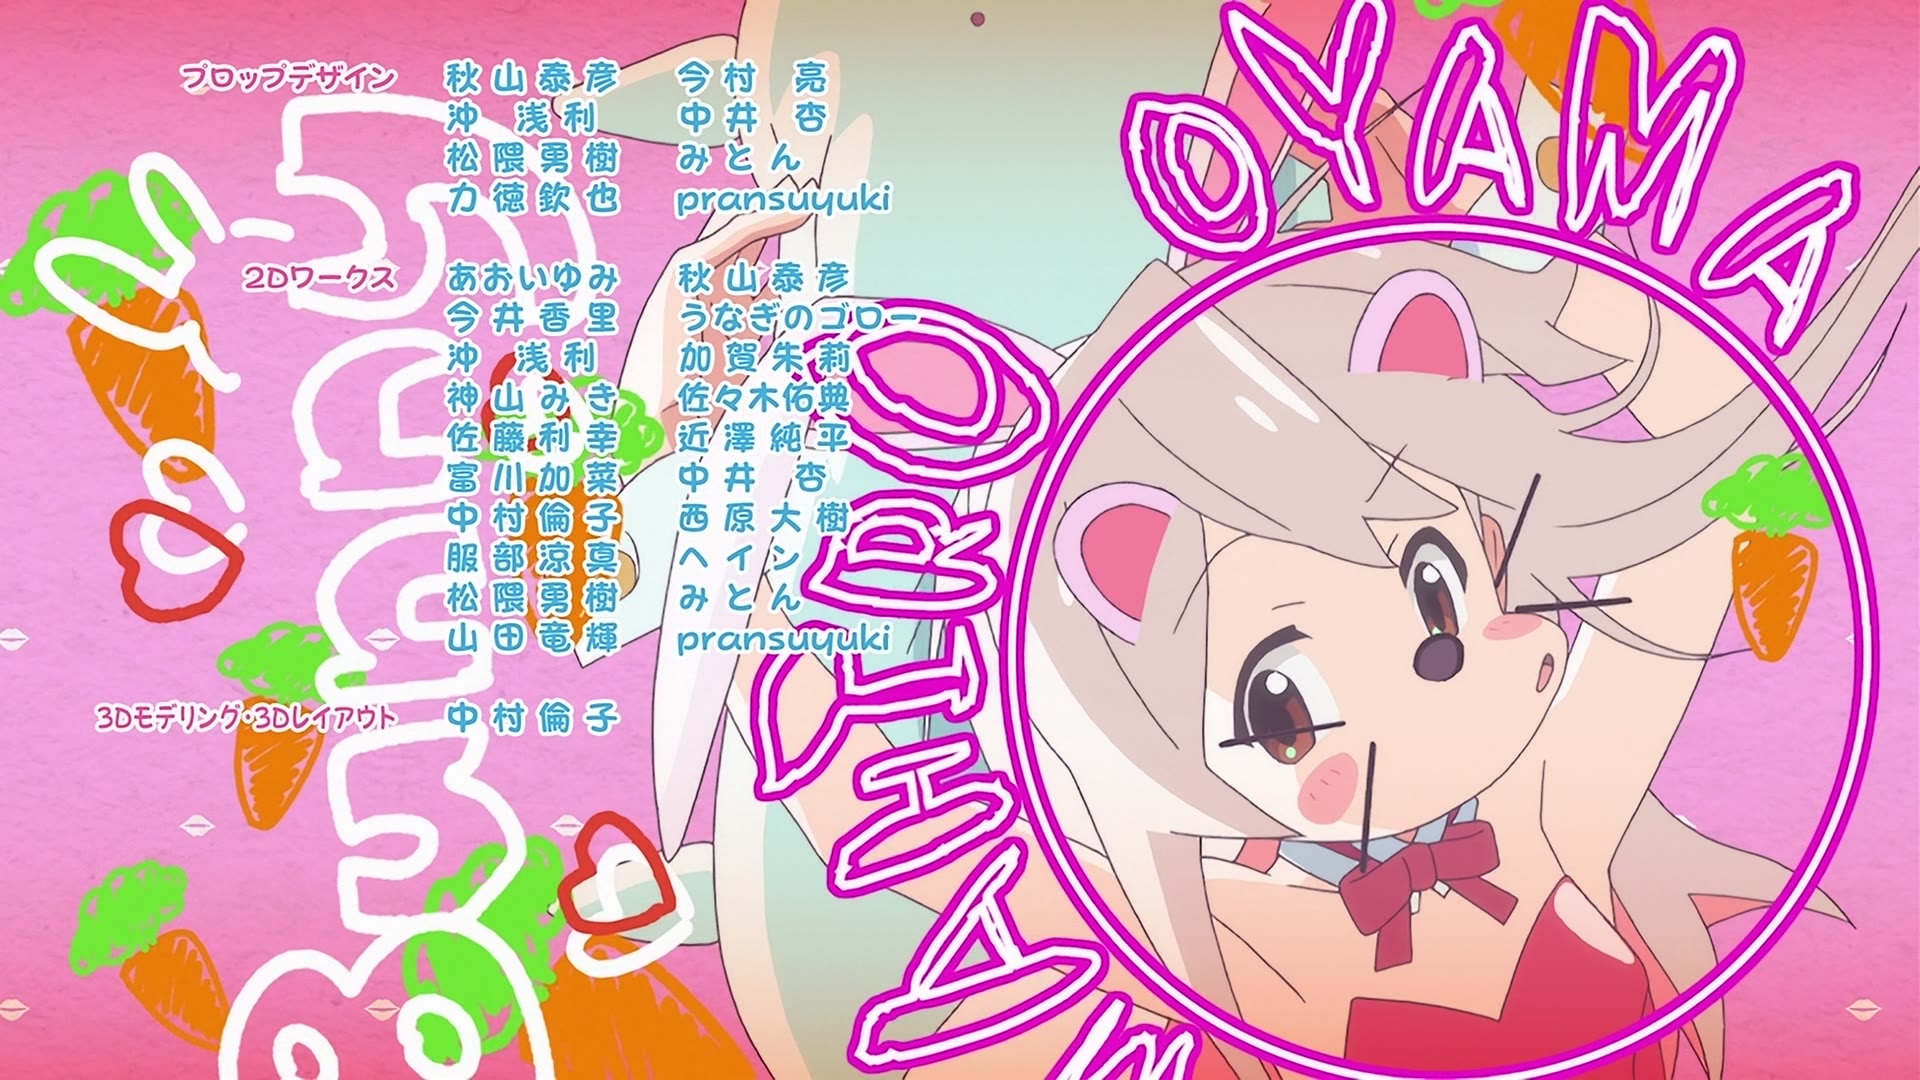 プロップデザイン 秋山泰彦 今村 亮
沖 浅利 中井 杏
松隈勇樹 みとん
力徳欽也 pransuyuki
2Dワークス あおいゆみ 秋山泰彦
今井香里 うなぎのゴロー
沖 浅利 加賀朱莉
神山みき 佐々木佑典
佐藤利幸 近澤純平
富川加菜 中井 杏
中村倫子 西原大樹
服部涼真 ヘイン
松隈勇樹 みとん
山田竜輝 pransuyuki
3Dモデリング・3Dレイアウト 中村倫子
OYAMA
MAHIRO